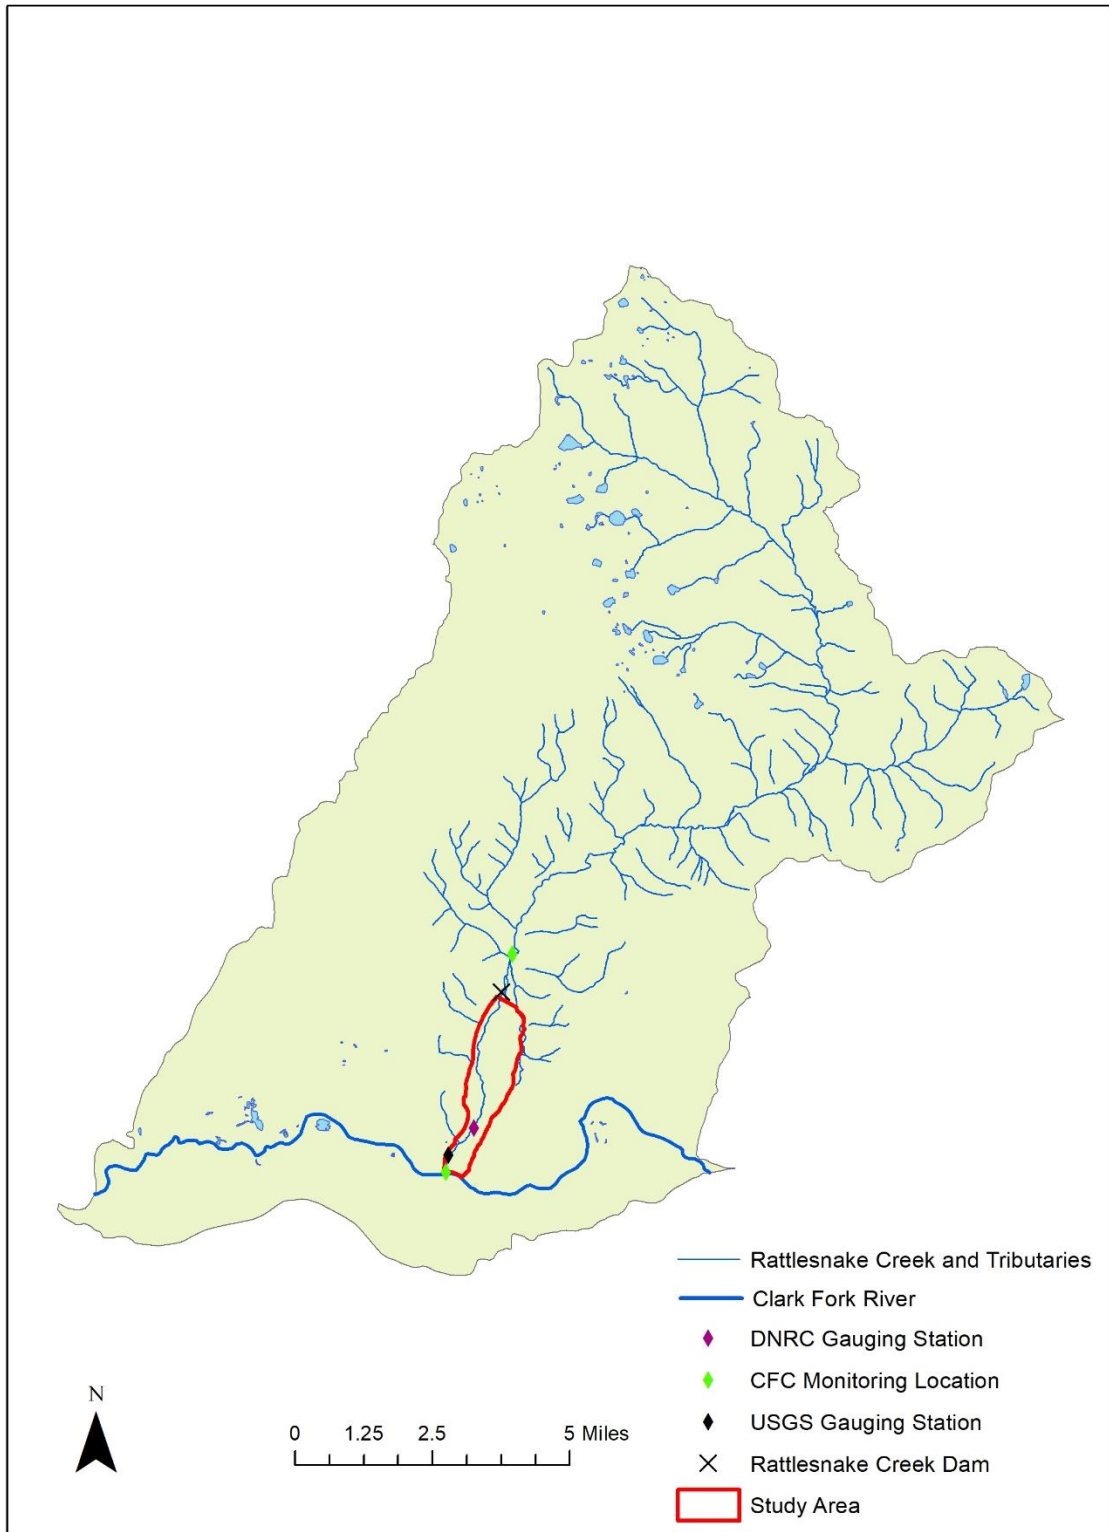 Rattlesnake Creek and Tributaries
Clark Fork River
DNRC Gauging Station
CFC Monitoring Location
USGS Gauging Station
Rattlesnake Creek Dam
Study Area
N
0 1.25 2.5 5 Miles